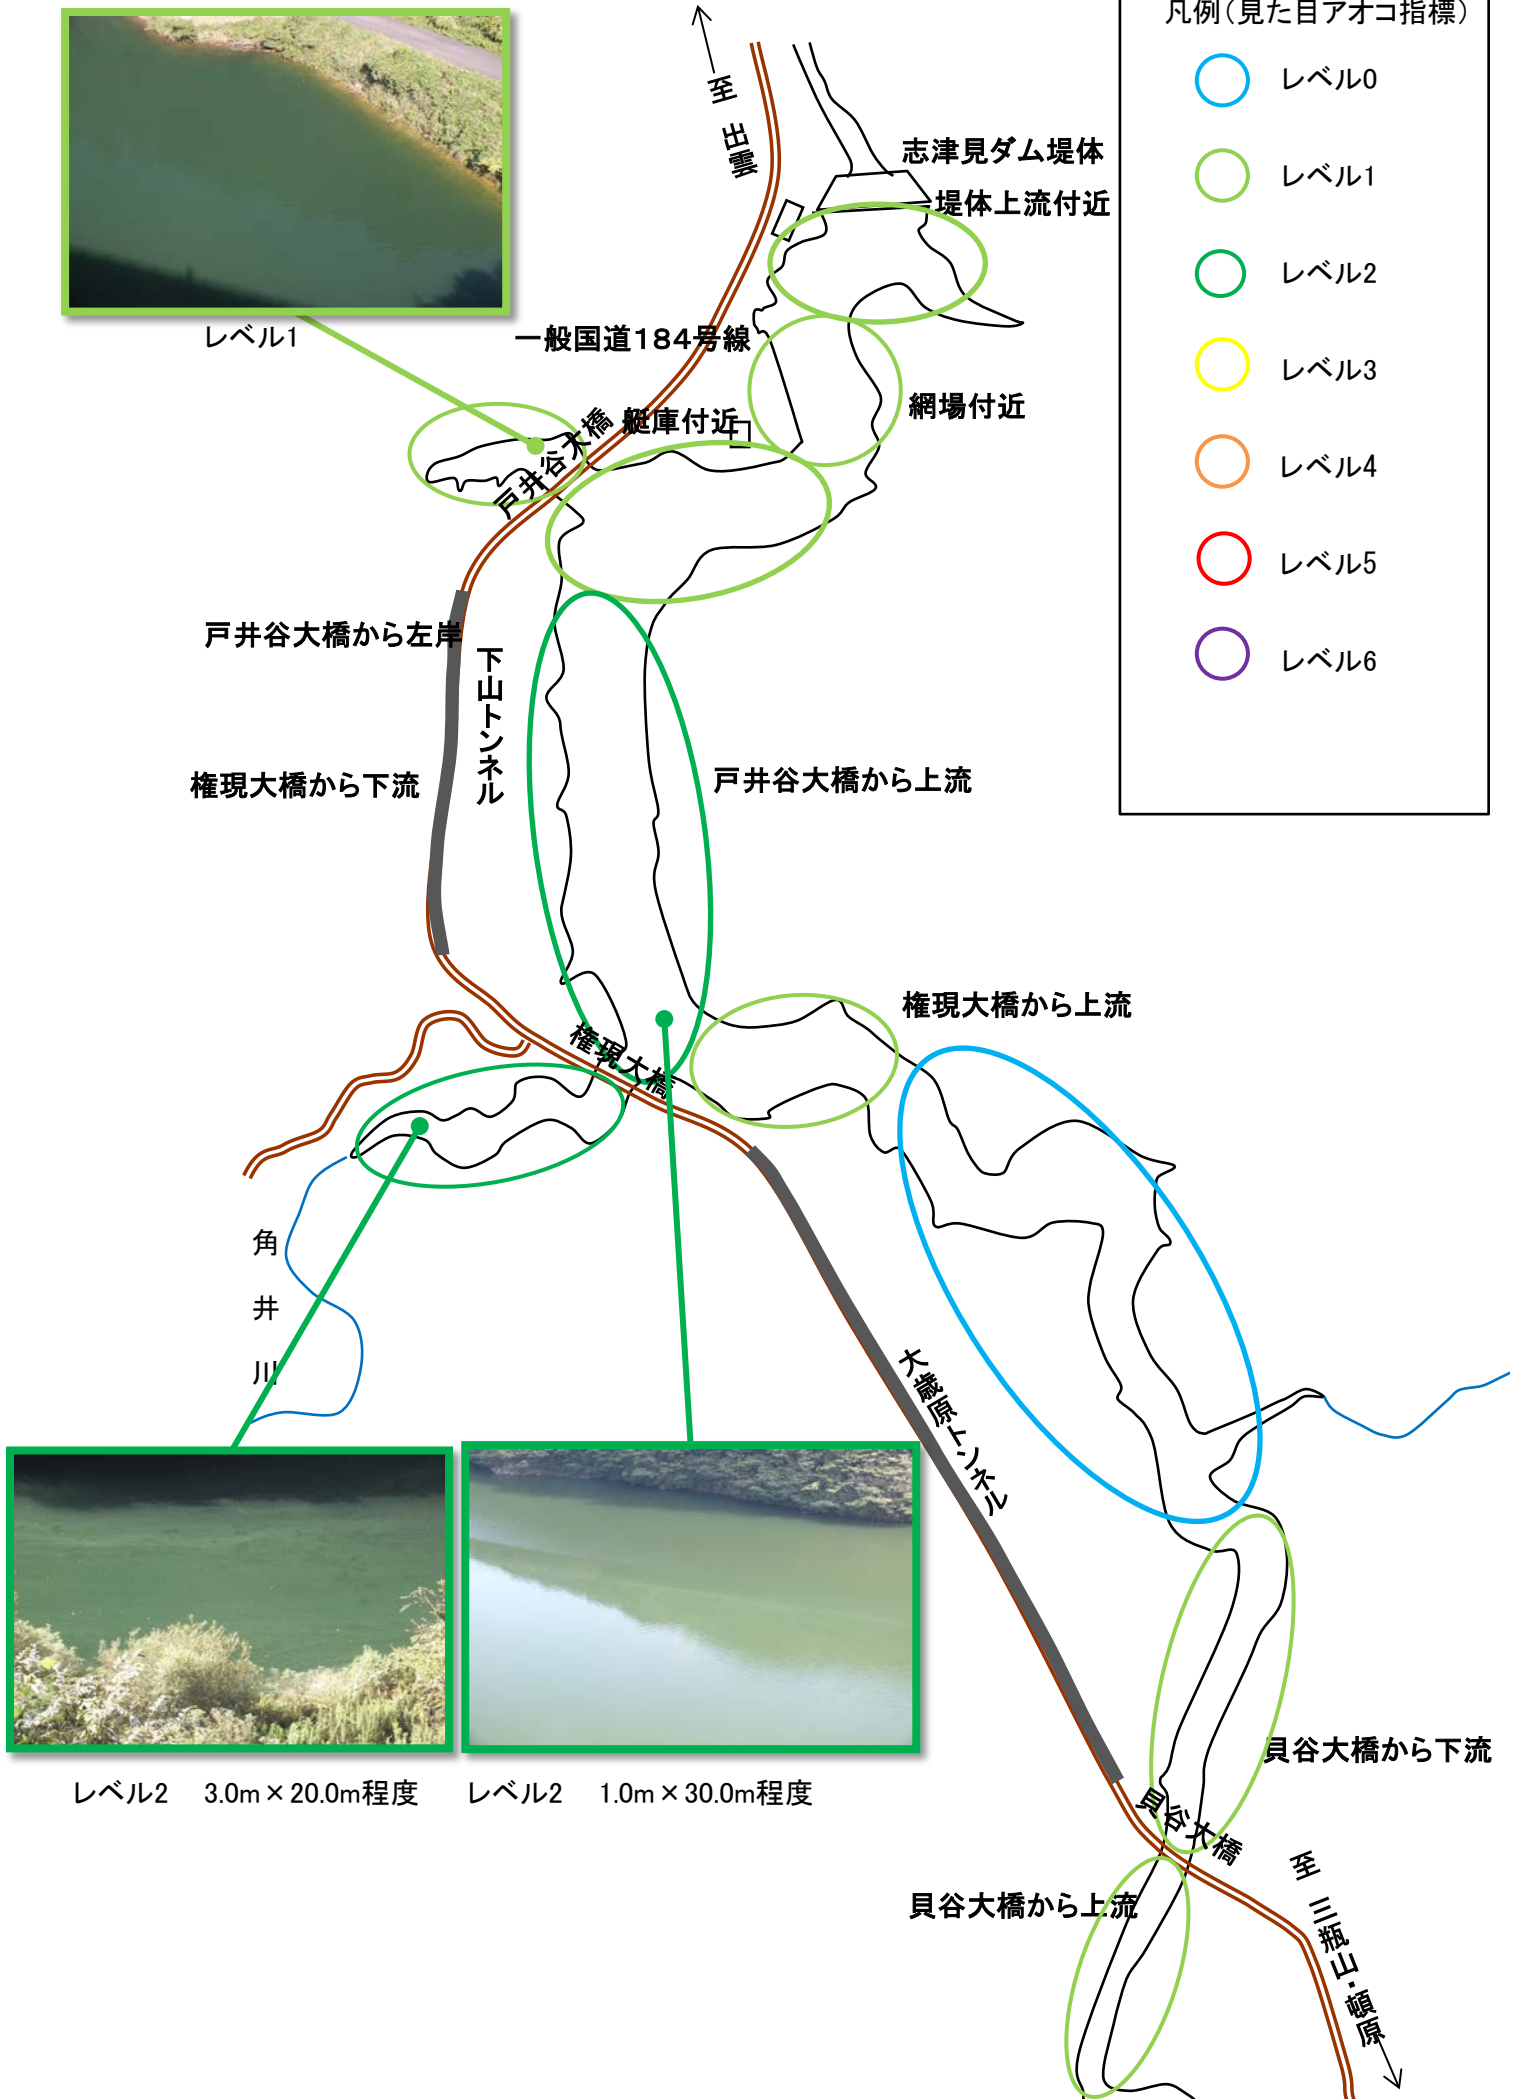 凡例（見た目アオコ指標）
レベル0
レベル1
レベル2
レベル3
レベル4
レベル5
レベル6
至 出雲
志津見ダム堤体
堤体上流付近
レベル1
一般国道184号線
網場付近
艇庫付近
戸井谷大橋
戸井谷大橋から左岸
下山トンネル
権現大橋から下流
戸井谷大橋から上流
権現大橋から上流
権現大橋
角井川
大歳原トンネル
レベル2 3.0m×20.0m程度
レベル2 1.0m×30.0m程度
貝谷大橋から下流
貝谷大橋
至 三瓶山・頓原
貝谷大橋から上流